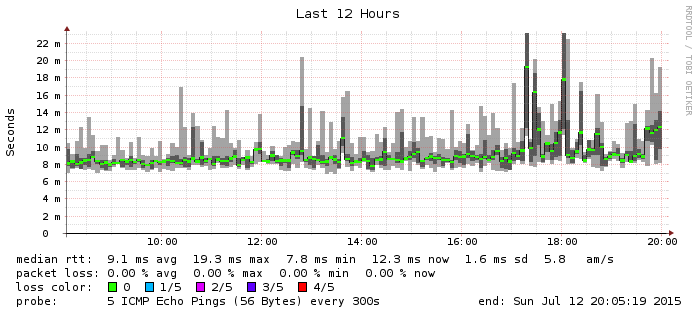 Last 12 Hours
RRDTOOL / TOBI OETIKER
Seconds
22 m
20 m
18 m
16 m
14 m
12 m
10 m
8 m
6 m
4 m
2 m
0
10:00 12:00 14:00 16:00 18:00 20:00
median rtt: 9.1 ms avg 19.3 ms max 7.8 ms min 12.3 ms now 1.6 ms sd 5.8 am/s
packet loss: 0.00 % avg 0.00 % max 0.00 % min 0.00 % now
loss color: 0 1/5 2/5 3/5 4/5
probe: 5 ICMP Echo Pings (56 Bytes) every 300s end: Sun Jul 12 20:05:19 2015